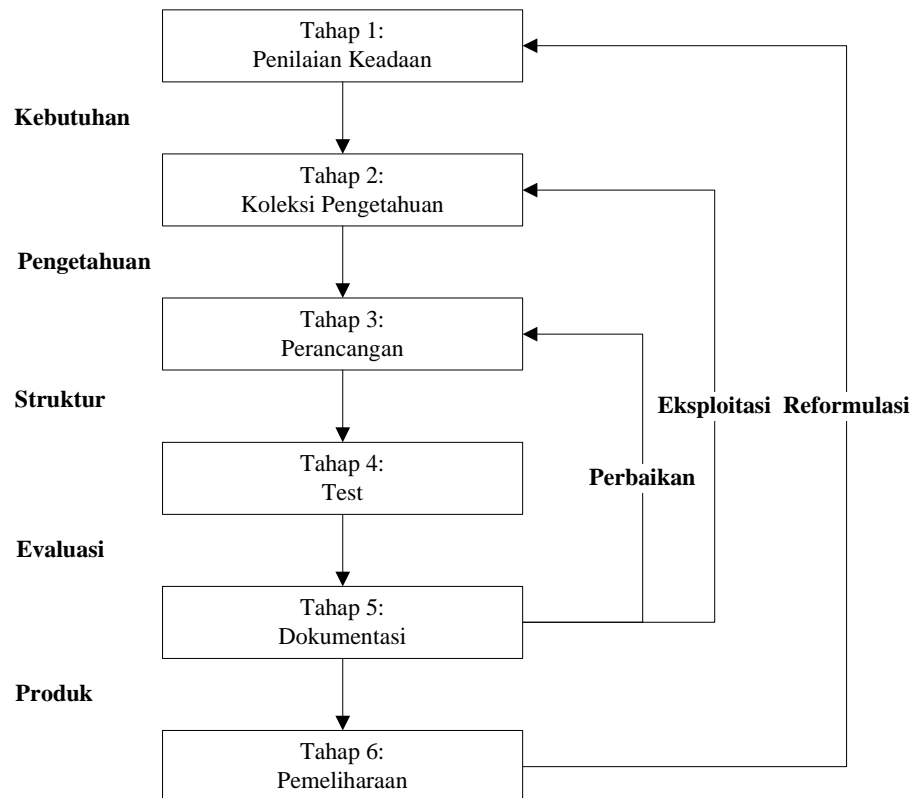 Tahap 1:
Penilaian Keadaan
Kebutuhan
Tahap 2:
Koleksi Pengetahuan
Pengetahuan
Tahap 3:
Perancangan
Struktur
Eksploitasi Reformulasi
Tahap 4:
Test
Perbaikan
Evaluasi
Tahap 5:
Dokumentasi
Produk
Tahap 6:
Pemeliharaan